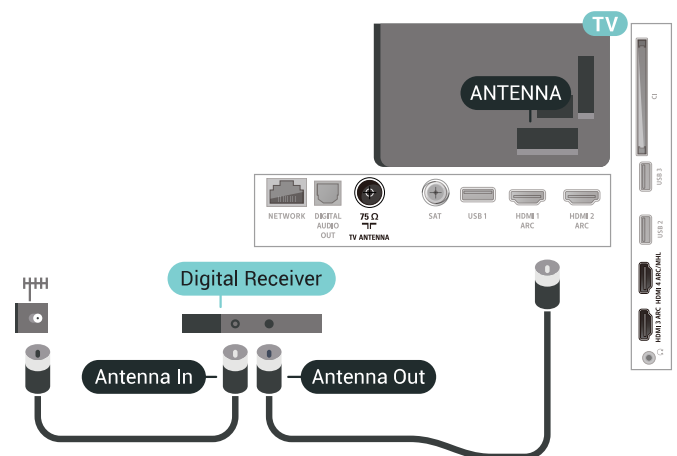 TV
ANTENNA
CI
USB 3
USB 2
HDMI 4 ARC/MHL
HDMI 3 ARC
NETWORK
DIGITAL
AUDIO
OUT
75 Ω
TV ANTENNA
SAT
USB 1
HDMI 1
ARC
HDMI 2
ARC
Digital Receiver
Antenna In
Antenna Out